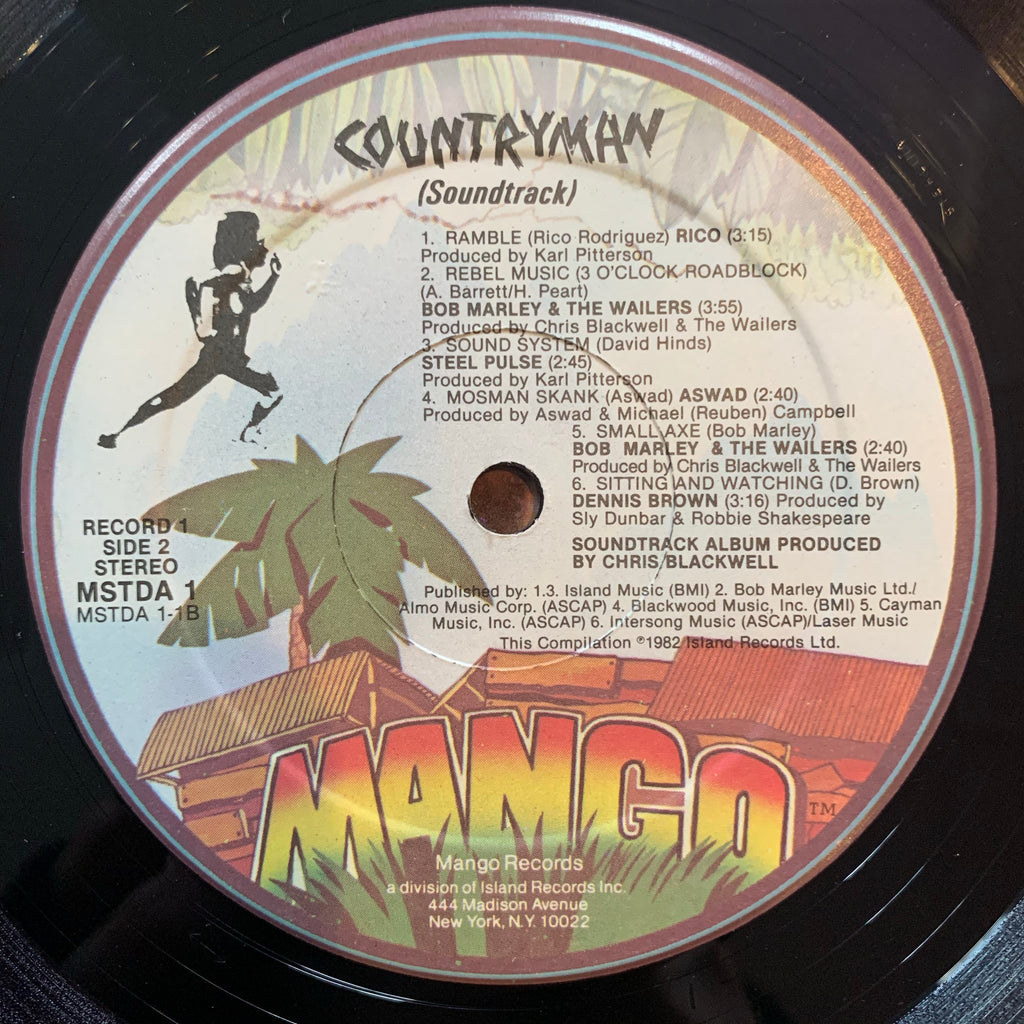 COUNTRYMAN
(Soundtrack)
1. RAMBLE (Rico Rodriguez) RICO (3:15)
Produced by Karl Pitterson
2. REBEL MUSIC (3 O'CLOCK ROADBLOCK)
(A. Barrett/H. Peart)
BOB MARLEY & THE WAILERS (3:55)
Produced by Chris Blackwell & The Wailers
3. SOUND SYSTEM (David Hinds)
STEEL PULSE (2:45)
Produced by Karl Pitterson
4. MOSMAN SKANK (Aswad) ASWAD (2:40)
Produced by Aswad & Michael (Reuben) Campbell
5. SMALL AXE (Bob Marley)
BOB MARLEY & THE WAILERS (2:40)
Produced by Chris Blackwell & The Wailers
6. SITTING AND WATCHING (D. Brown)
DENNIS BROWN (3:16) Produced by
Sly Dunbar & Robbie Shakespeare
SOUNDTRACK ALBUM PRODUCED
BY CHRIS BLACKWELL
RECORD 1
SIDE 2
STEREO
MSTDA 1
MSTDA 1-1B
Published by: 1.3. Island Music (BMI) 2. Bob Marley Music Ltd./
Almo Music Corp. (ASCAP) 4. Blackwood Music, Inc. (BMI) 5. Cayman
Music, Inc. (ASCAP) 6. Intersong Music (ASCAP)/Laser Music
This Compilation ℗1982 Island Records Ltd.
MANGO TM
Mango Records
a division of Island Records Inc.
444 Madison Avenue
New York, N.Y. 10022